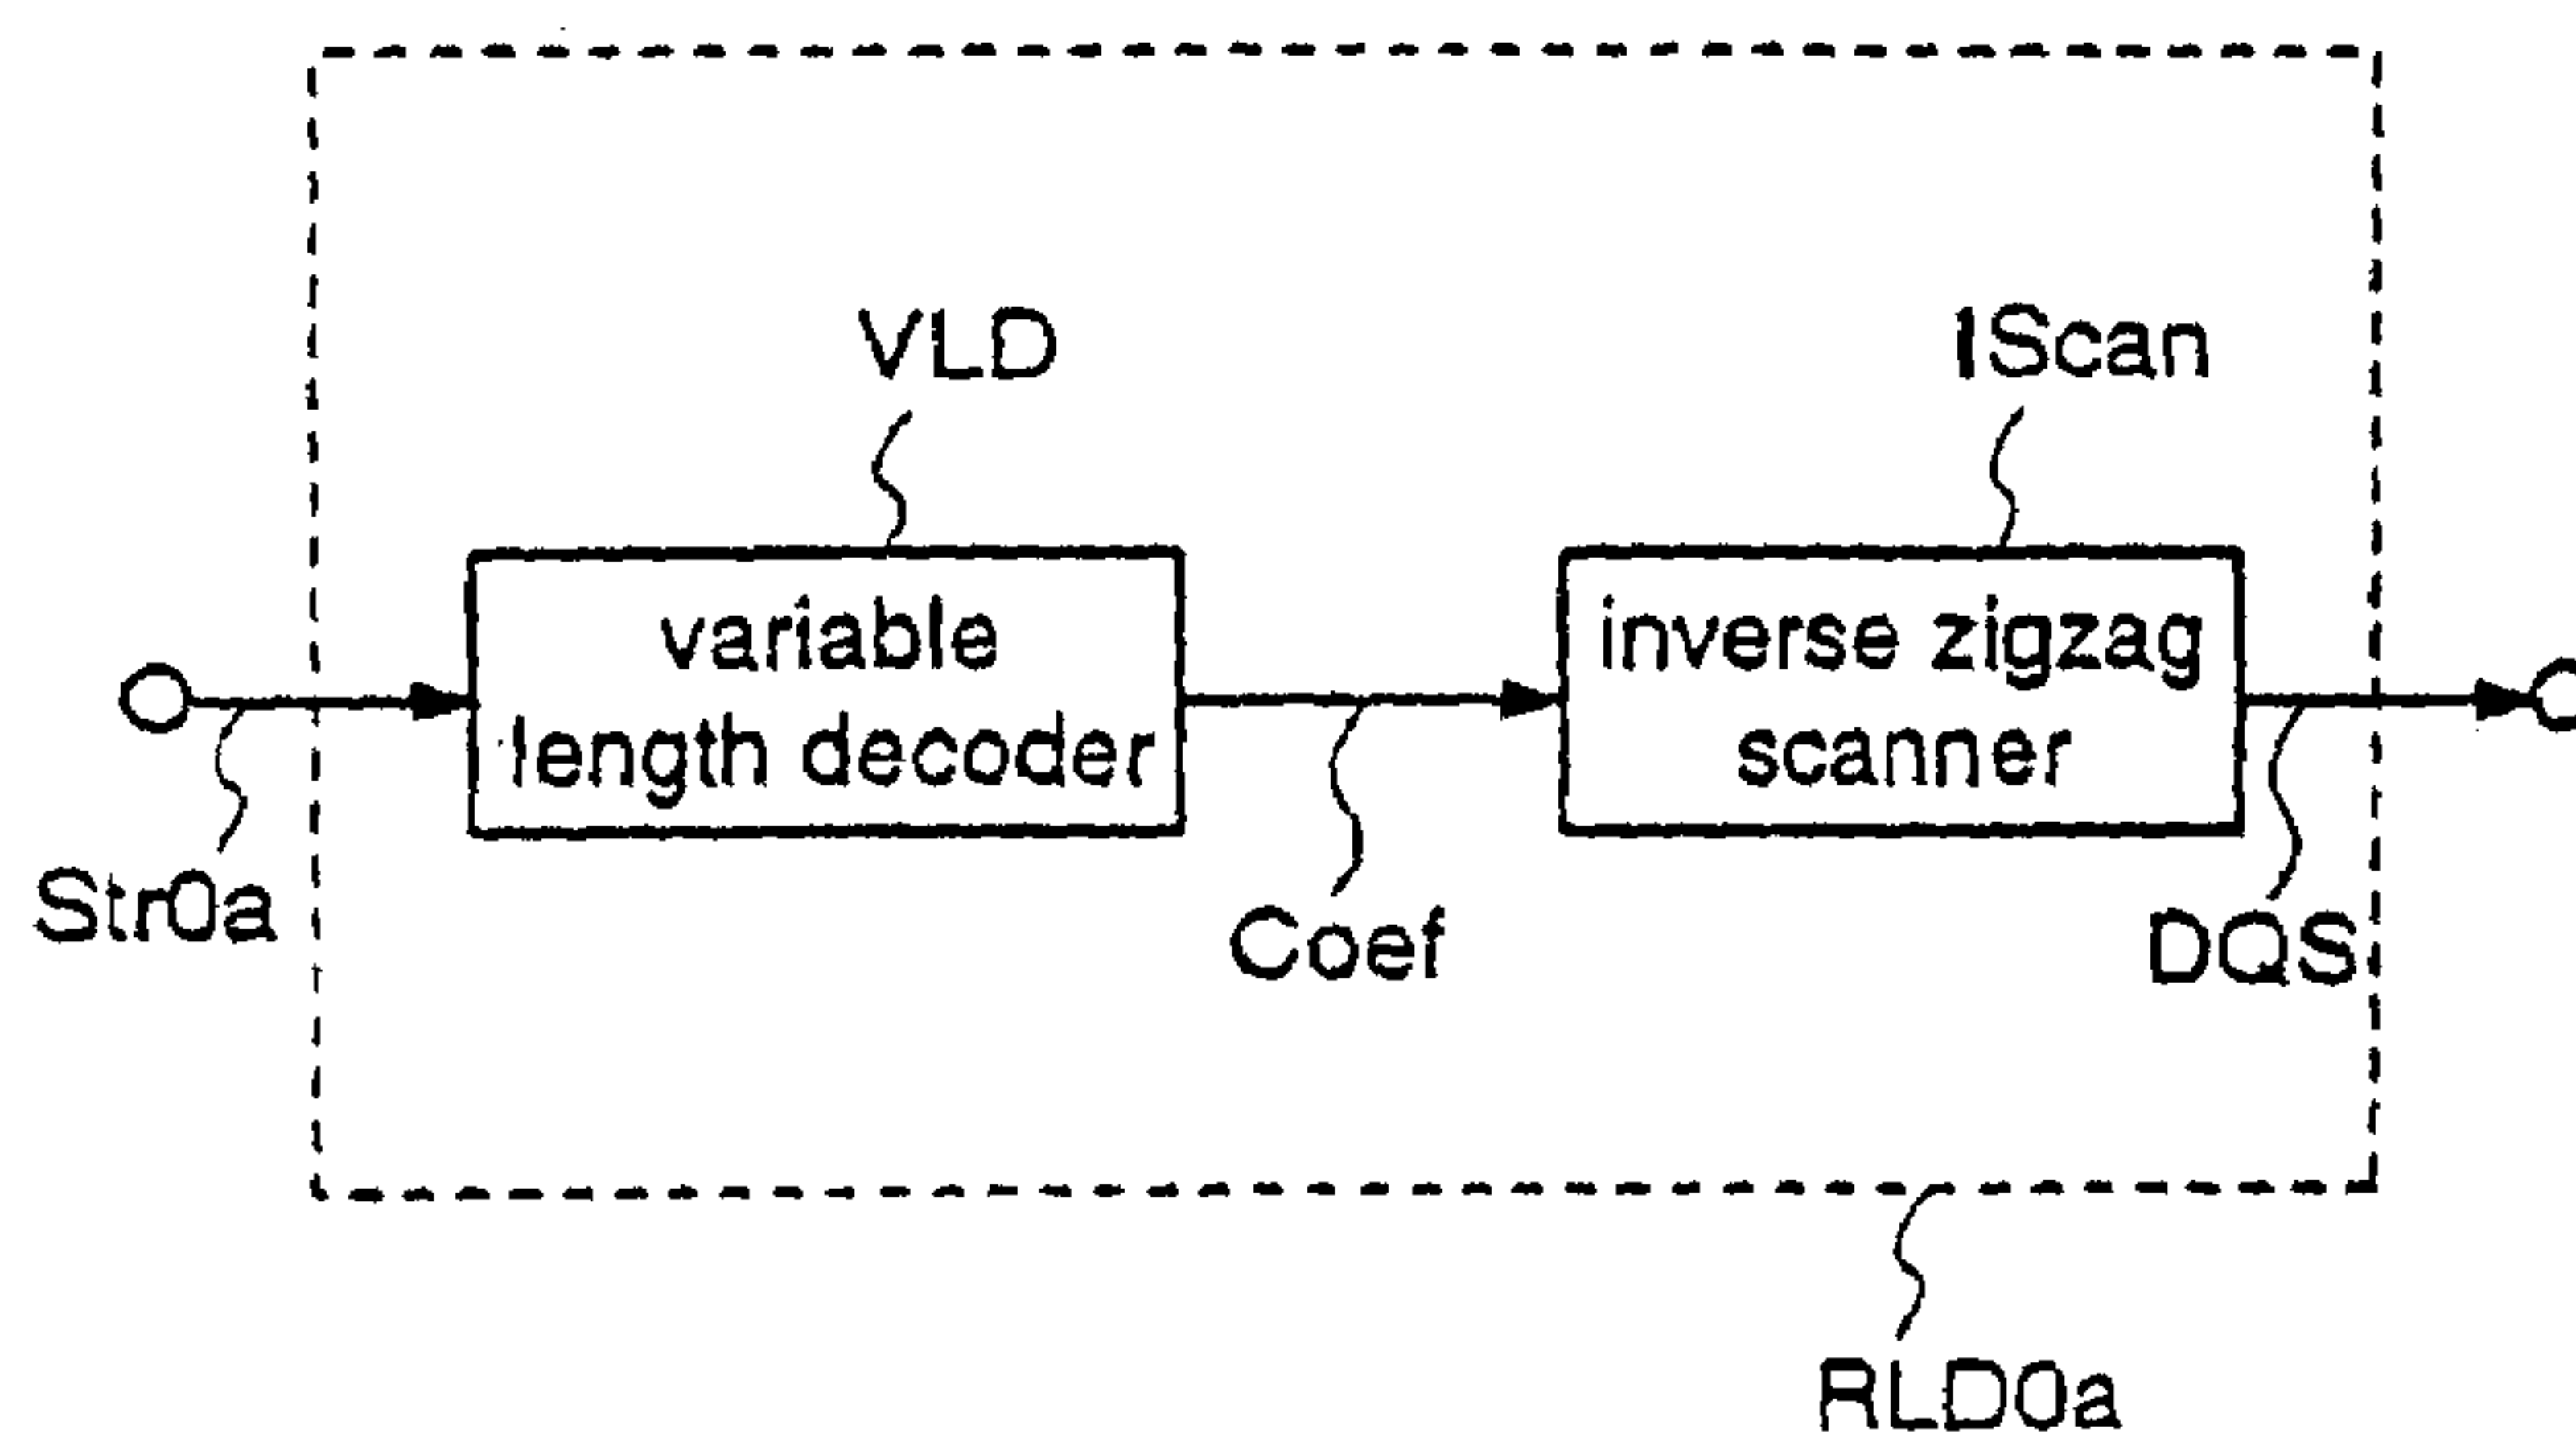 VLD
IScan
variable
length decoder
inverse zigzag
scanner
Str0a
Coef
DQS
RLD0a